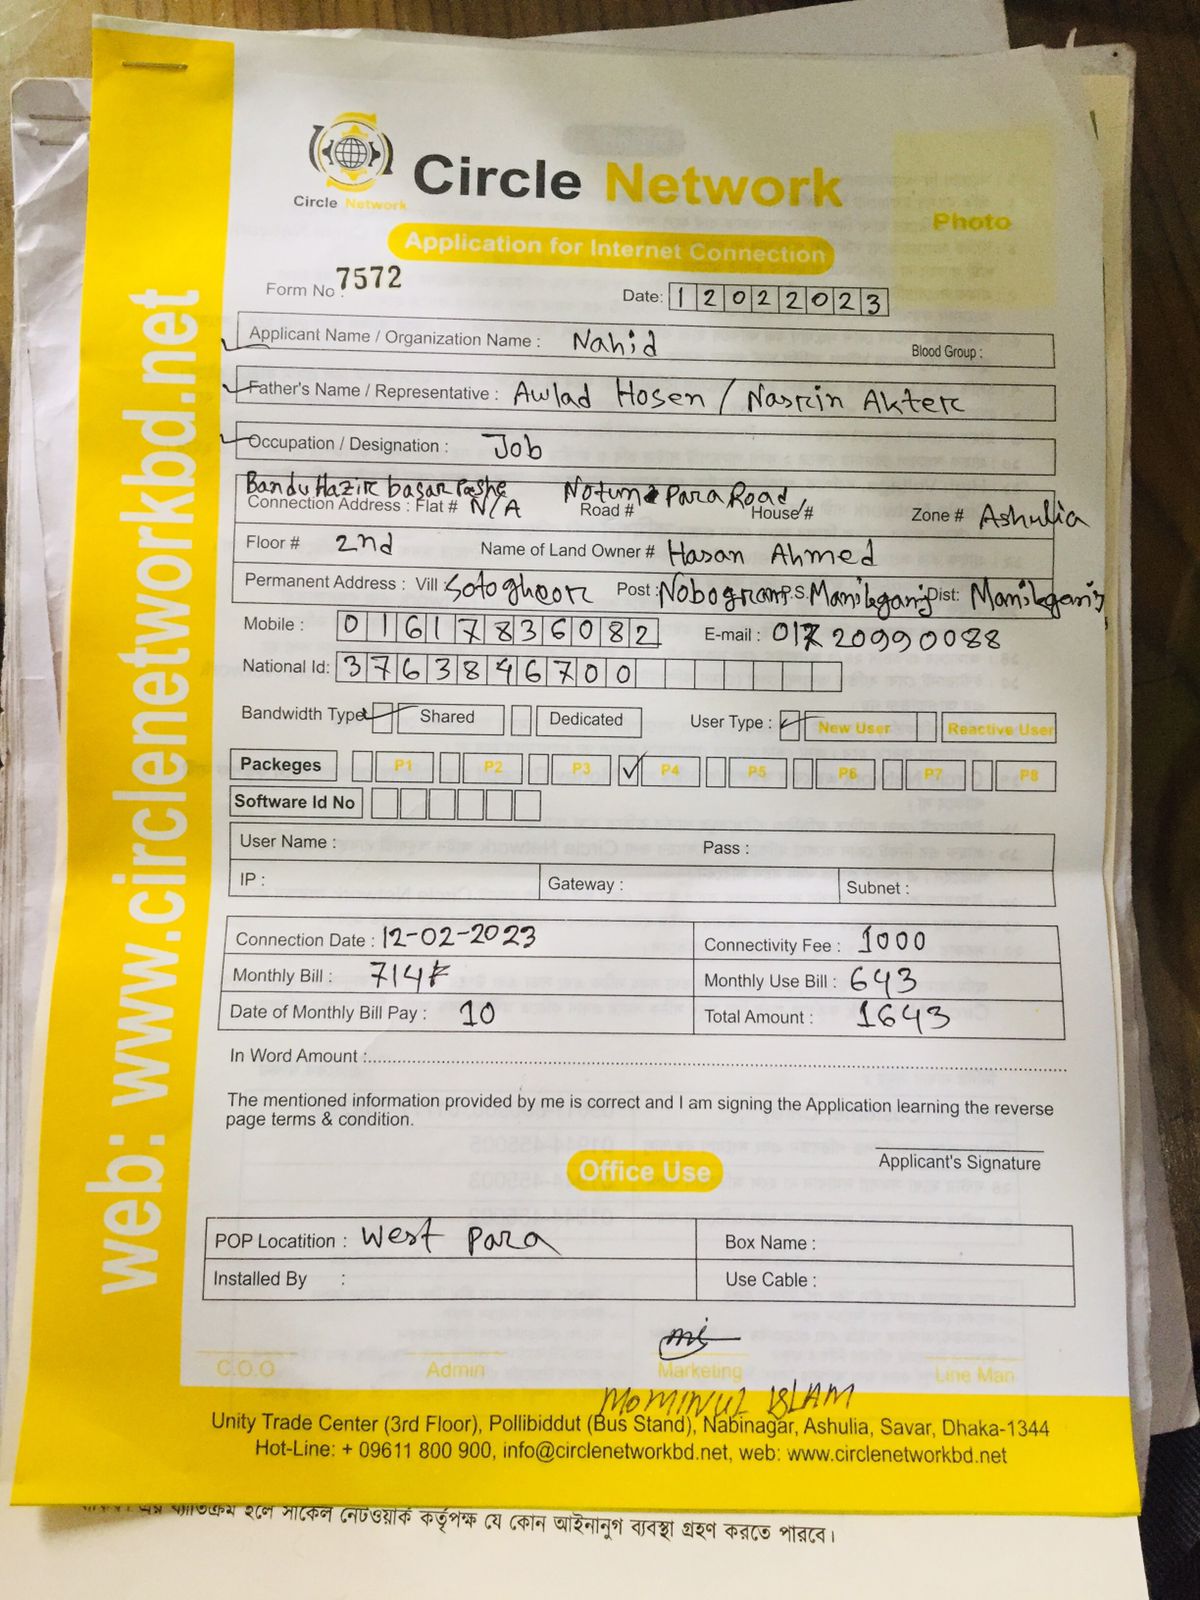 Circle Network
Circle Network
Photo
Application for Internet Connection
Form No : 7572
Date: 12022023
Applicant Name / Organization Name : Nahid Blood Group :
Father's Name / Representative : Awlad Hosen / Nasrin Akter
Occupation / Designation : Job
Bandu Hazir basar Pashe Notun Para Road
Connection Address : Flat # N/A Road # House # Zone # Ashulia
Floor # 2nd Name of Land Owner # Hasan Ahmed
Permanent Address : Vill Sotogheor Post : Nobogram P.S. Manikganj Dist: Manikganj
Mobile : 01617836082 E-mail : 01720990088
National Id: 3763846700
Bandwidth Type Shared Dedicated User Type : New User Reactive User
Packeges P1 P2 P3 P4 P5 P6 P7 P8
Software Id No
User Name : Pass :
IP : Gateway : Subnet :
Connection Date : 12-02-2023 Connectivity Fee : 1000
Monthly Bill : 714 Monthly Use Bill : 643
Date of Monthly Bill Pay : 10 Total Amount : 1643
In Word Amount :
The mentioned information provided by me is correct and I am signing the Application learning the reverse
page terms & condition.
Applicant's Signature
Office Use
POP Locatition : West Para Box Name :
Installed By : Use Cable :
C.O.O Admin Marketing Line Man
MOMINUL ISLAM
Unity Trade Center (3rd Floor), Pollibiddut (Bus Stand), Nabinagar, Ashulia, Savar, Dhaka-1344
Hot-Line: + 09611 800 900, info@circlenetworkbd.net, web: www.circlenetworkbd.net
web: www.circlenetworkbd.net
ব্যতিক্রম হলে সার্কেল নেটওয়ার্ক কর্তৃপক্ষ যে কোন আইনানুগ ব্যবস্থা গ্রহণ করতে পারবে।